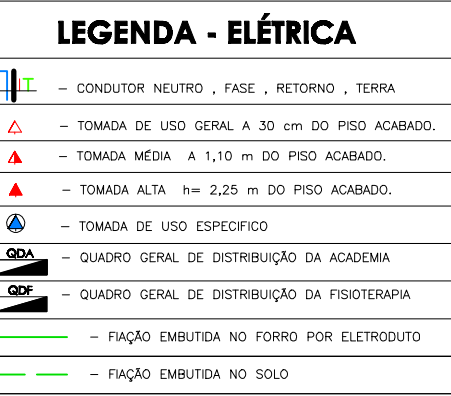 LEGENDA - ELÉTRICA
T - CONDUTOR NEUTRO , FASE , RETORNO , TERRA
- TOMADA DE USO GERAL A 30 cm DO PISO ACABADO.
- TOMADA MÉDIA A 1,10 m DO PISO ACABADO.
- TOMADA ALTA h= 2,25 m DO PISO ACABADO.
- TOMADA DE USO ESPECIFICO
QDA - QUADRO GERAL DE DISTRIBUIÇÃO DA ACADEMIA
QDF - QUADRO GERAL DE DISTRIBUIÇÃO DA FISIOTERAPIA
- FIAÇÃO EMBUTIDA NO FORRO POR ELETRODUTO
- FIAÇÃO EMBUTIDA NO SOLO